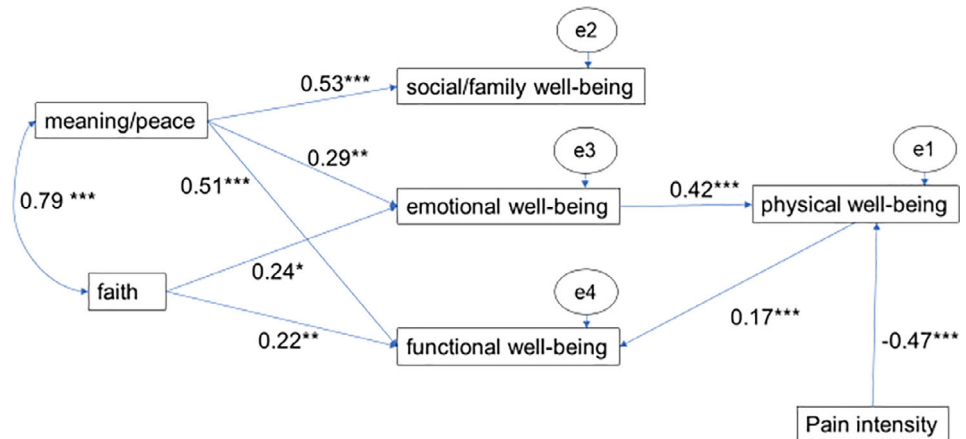 e2
0.53***
social/family well-being
meaning/peace
e3
e1
0.29**
0.51***
0.79 ***
0.42***
emotional well-being
physical well-being
0.24*
faith
e4
0.22**
0.17***
-0.47***
functional well-being
Pain intensity